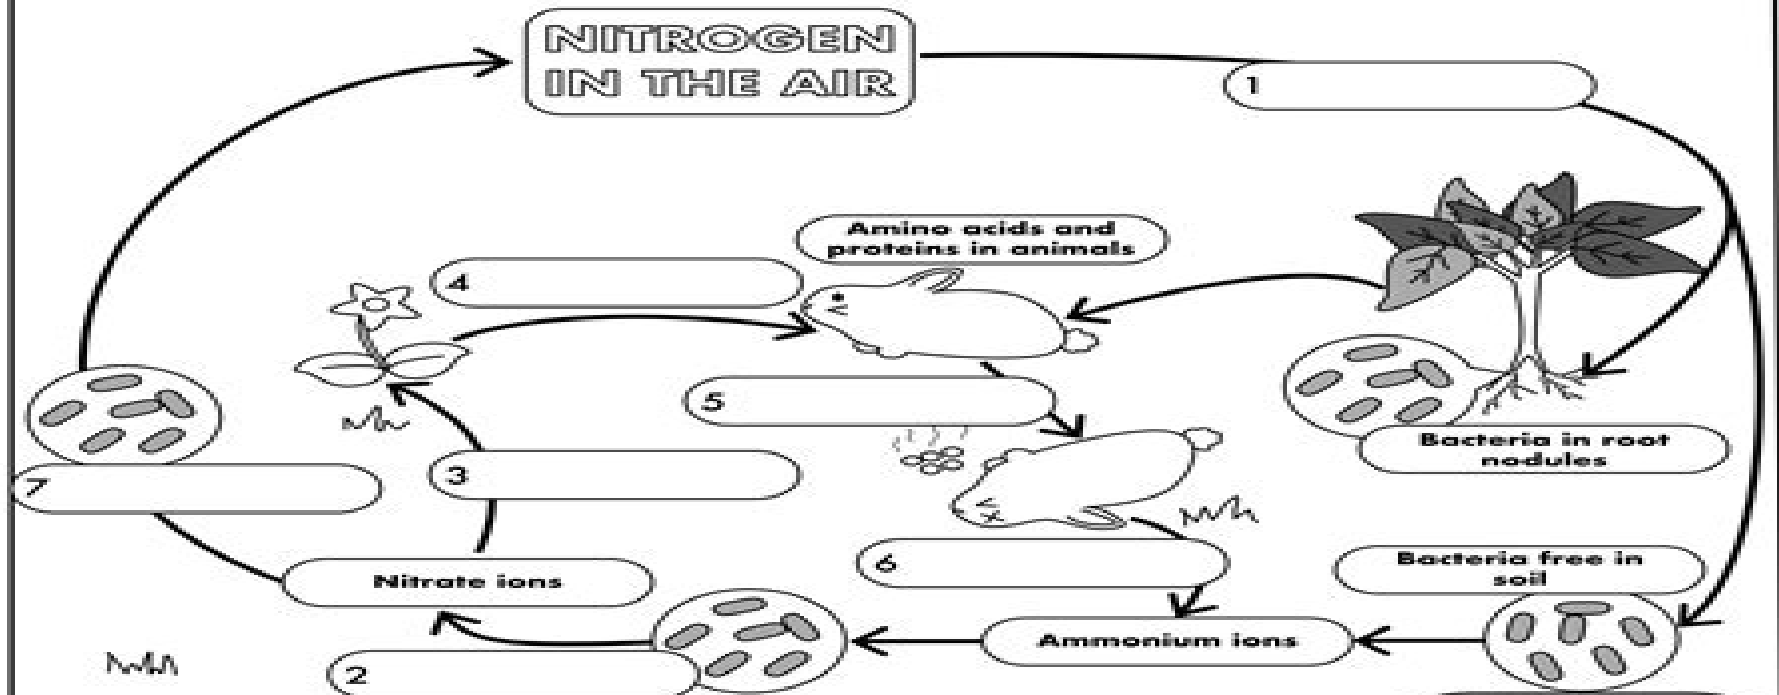 NITROGEN
IN THE AIR
1
Amino acids and
proteins in animals
4
5
Bacteria in root
nodules
7
3
6
Bacteria free in
soil
Nitrate ions
Ammonium ions
2